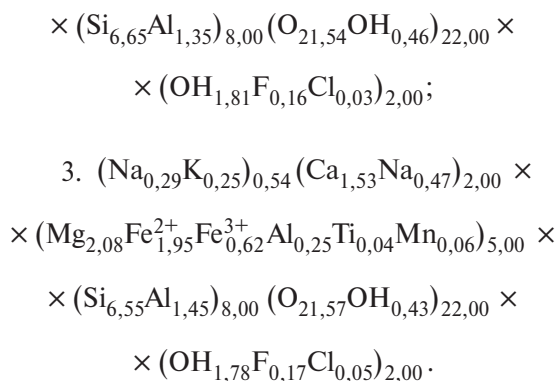 × (Si₆,₆₅Al₁,₃₅)₈,₀₀(O₂₁,₅₄OH₀,₄₆)₂₂,₀₀ ×
× (OH₁,₈₁F₀,₁₆Cl₀,₀₃)₂,₀₀;
3. (Na₀,₂₉K₀,₂₅)₀,₅₄(Ca₁,₅₃Na₀,₄₇)₂,₀₀ ×
× (Mg₂,₀₈Fe²⁺₁,₉₅Fe³⁺₀,₆₂Al₀,₂₅Ti₀,₀₄Mn₀,₀₆)₅,₀₀ ×
× (Si₆,₅₅Al₁,₄₅)₈,₀₀(O₂₁,₅₇OH₀,₄₃)₂₂,₀₀ ×
× (OH₁,₇₈F₀,₁₇Cl₀,₀₅)₂,₀₀.